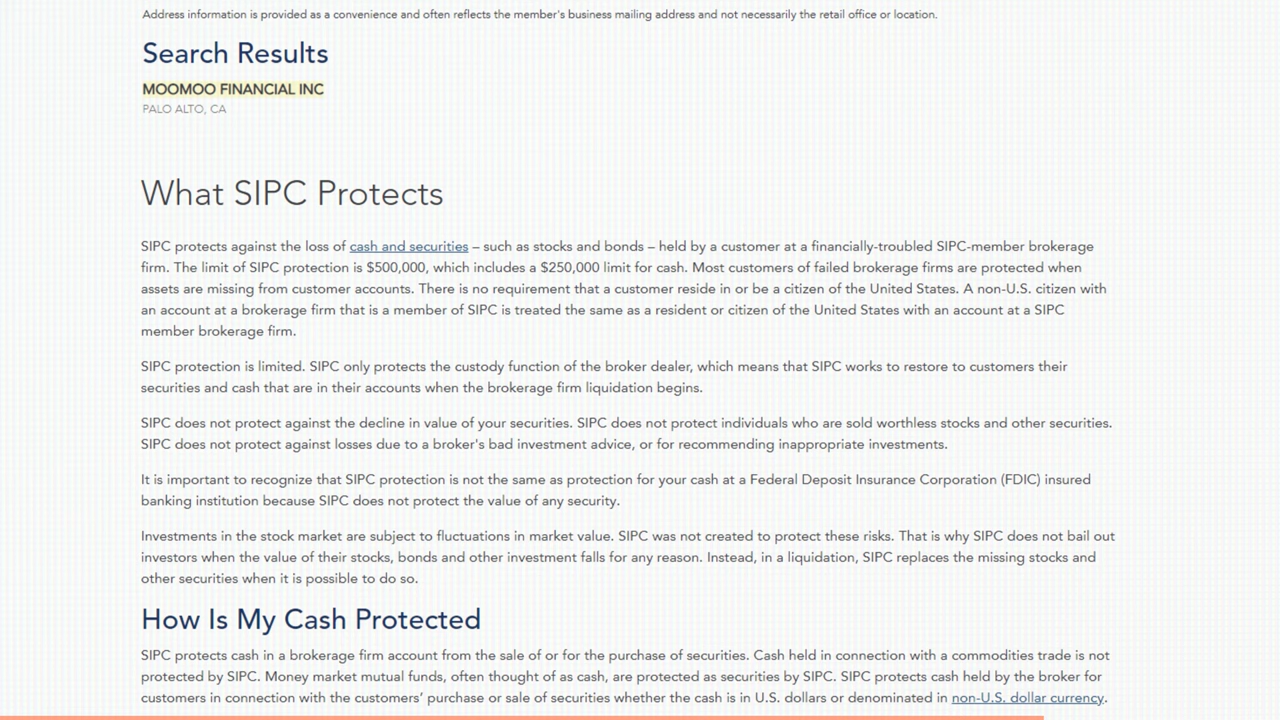 Address information is provided as a convenience and often reflects the member's business mailing address and not necessarily the retail office or location.
Search Results
MOOMOO FINANCIAL INC
PALO ALTO, CA
What SIPC Protects
SIPC protects against the loss of cash and securities – such as stocks and bonds – held by a customer at a financially-troubled SIPC-member brokerage
firm. The limit of SIPC protection is $500,000, which includes a $250,000 limit for cash. Most customers of failed brokerage firms are protected when
assets are missing from customer accounts. There is no requirement that a customer reside in or be a citizen of the United States. A non-U.S. citizen with
an account at a brokerage firm that is a member of SIPC is treated the same as a resident or citizen of the United States with an account at a SIPC
member brokerage firm.
SIPC protection is limited. SIPC only protects the custody function of the broker dealer, which means that SIPC works to restore to customers their
securities and cash that are in their accounts when the brokerage firm liquidation begins.
SIPC does not protect against the decline in value of your securities. SIPC does not protect individuals who are sold worthless stocks and other securities.
SIPC does not protect against losses due to a broker's bad investment advice, or for recommending inappropriate investments.
It is important to recognize that SIPC protection is not the same as protection for your cash at a Federal Deposit Insurance Corporation (FDIC) insured
banking institution because SIPC does not protect the value of any security.
Investments in the stock market are subject to fluctuations in market value. SIPC was not created to protect these risks. That is why SIPC does not bail out
investors when the value of their stocks, bonds and other investment falls for any reason. Instead, in a liquidation, SIPC replaces the missing stocks and
other securities when it is possible to do so.
How Is My Cash Protected
SIPC protects cash in a brokerage firm account from the sale of or for the purchase of securities. Cash held in connection with a commodities trade is not
protected by SIPC. Money market mutual funds, often thought of as cash, are protected as securities by SIPC. SIPC protects cash held by the broker for
customers in connection with the customers’ purchase or sale of securities whether the cash is in U.S. dollars or denominated in non-U.S. dollar currency.